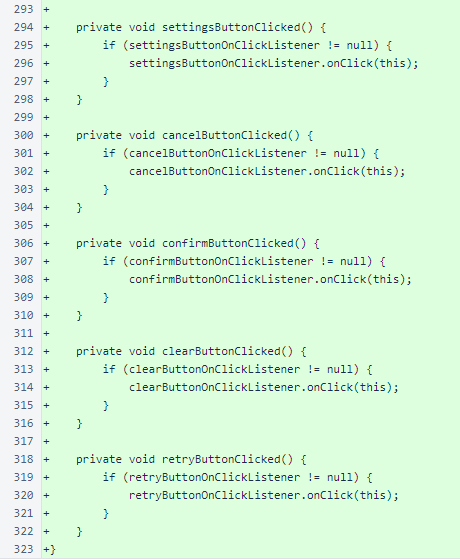 293 +
294 +    private void settingsButtonClicked() {
295 +        if (settingsButtonOnClickListener != null) {
296 +            settingsButtonOnClickListener.onClick(this);
297 +        }
298 +    }
299 +
300 +    private void cancelButtonClicked() {
301 +        if (cancelButtonOnClickListener != null) {
302 +            cancelButtonOnClickListener.onClick(this);
303 +        }
304 +    }
305 +
306 +    private void confirmButtonClicked() {
307 +        if (confirmButtonOnClickListener != null) {
308 +            confirmButtonOnClickListener.onClick(this);
309 +        }
310 +    }
311 +
312 +    private void clearButtonClicked() {
313 +        if (clearButtonOnClickListener != null) {
314 +            clearButtonOnClickListener.onClick(this);
315 +        }
316 +    }
317 +
318 +    private void retryButtonClicked() {
319 +        if (retryButtonOnClickListener != null) {
320 +            retryButtonOnClickListener.onClick(this);
321 +        }
322 +    }
323 +}